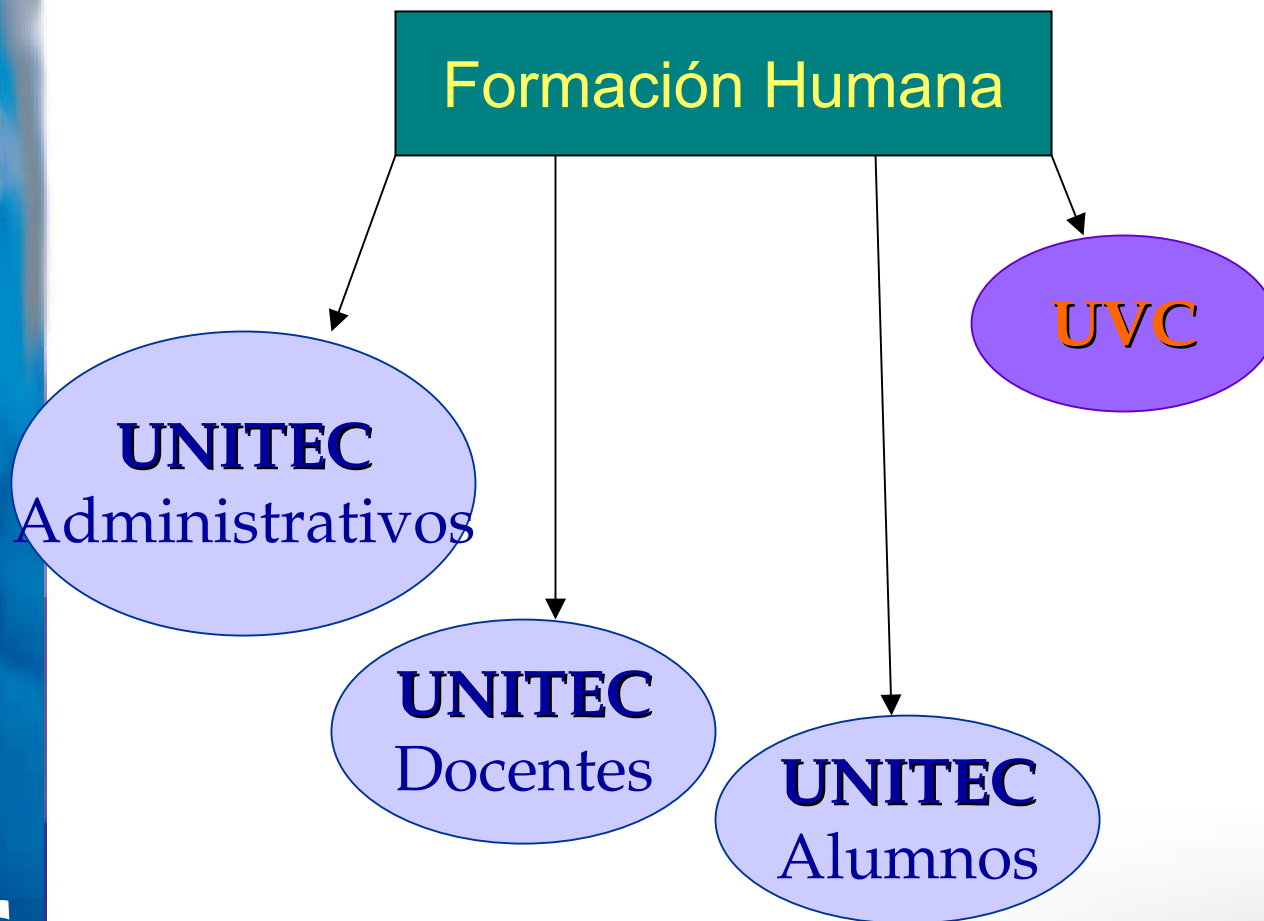 Formación Humana
UVC
UNITEC
Administrativos
UNITEC
Docentes
UNITEC
Alumnos